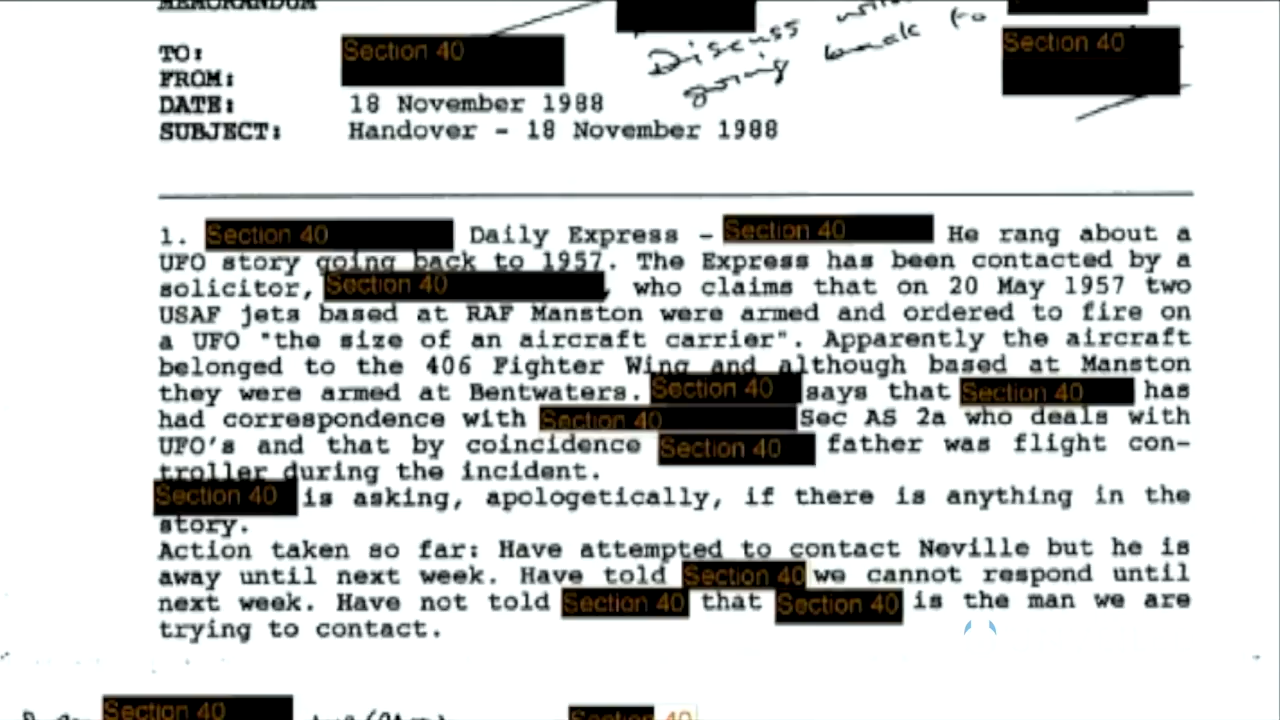 MEMORANDUM
TO: Section 40
FROM:
DATE: 18 November 1988
SUBJECT: Handover - 18 November 1988
Discuss
going back to
Section 40
1. Section 40 Daily Express - Section 40 He rang about a
UFO story going back to 1957. The Express has been contacted by a
solicitor, Section 40, who claims that on 20 May 1957 two
USAF jets based at RAF Manston were armed and ordered to fire on
a UFO "the size of an aircraft carrier". Apparently the aircraft
belonged to the 406 Fighter Wing and although based at Manston
they were armed at Bentwaters. Section 40 says that Section 40 has
had correspondence with Section 40 Sec AS 2a who deals with
UFO's and that by coincidence Section 40 father was flight con-
troller during the incident.
Section 40 is asking, apologetically, if there is anything in the
story.
Action taken so far: Have attempted to contact Neville but he is
away until next week. Have told Section 40 we cannot respond until
next week. Have not told Section 40 that Section 40 is the man we are
trying to contact.
Section 40 Section 40